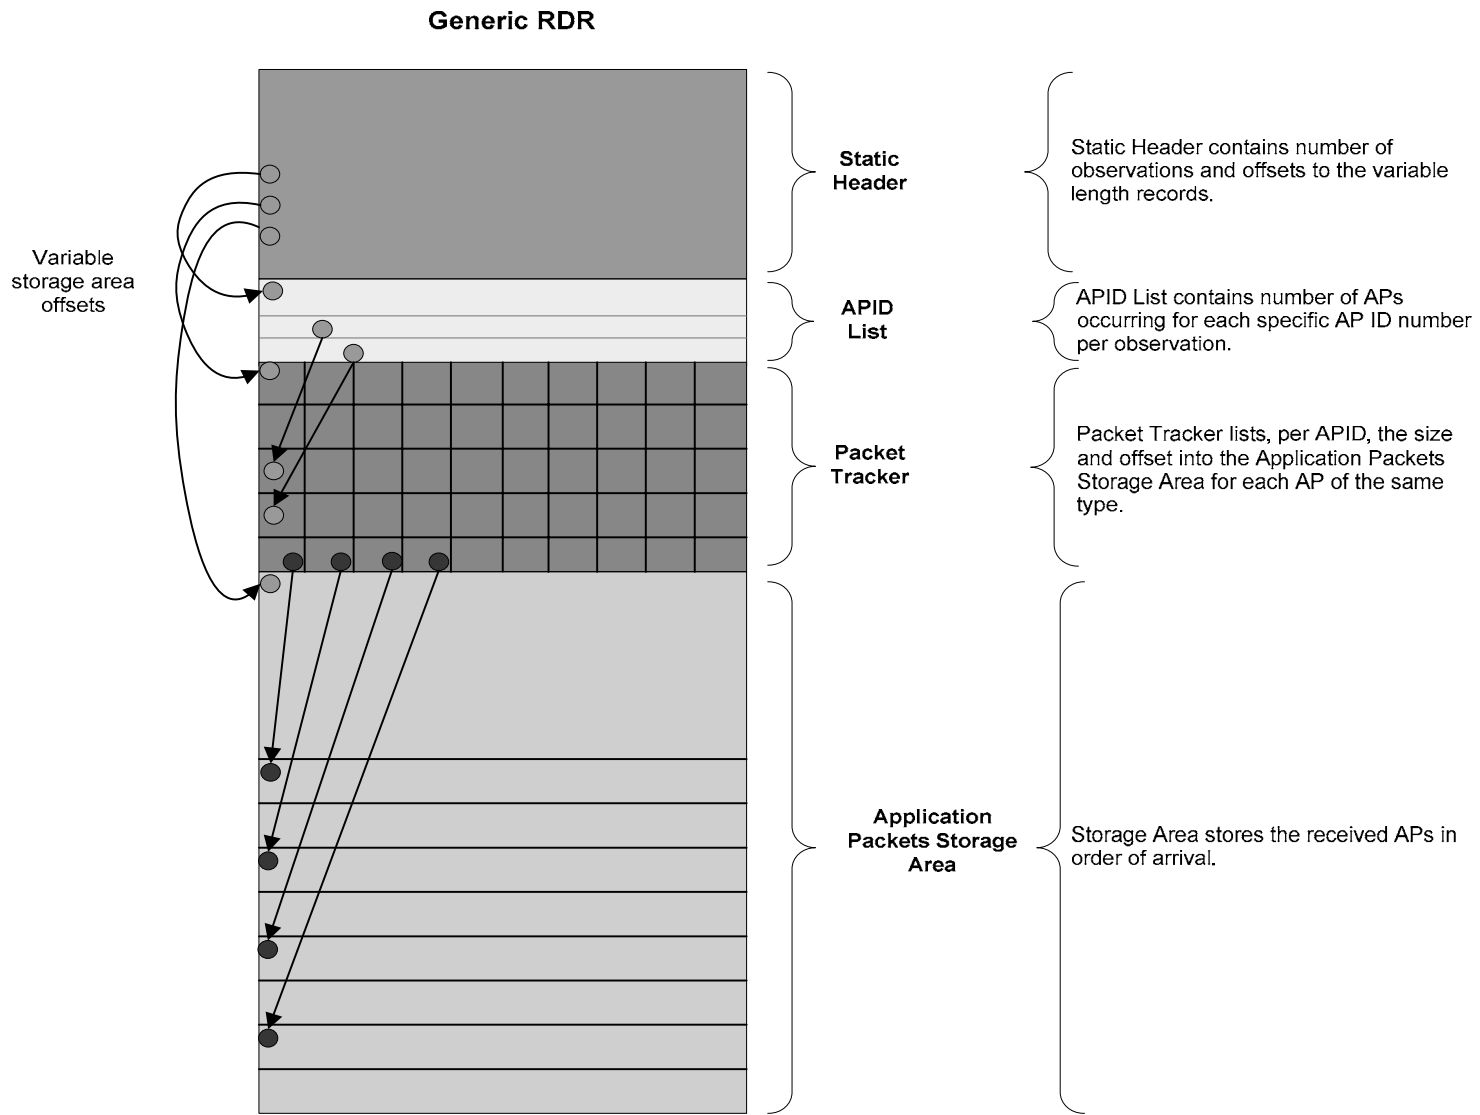 Generic RDR
Variable
storage area
offsets
Static
Header
Static Header contains number of
observations and offsets to the variable
length records.
APID
List
APID List contains number of APs
occurring for each specific AP ID number
per observation.
Packet
Tracker
Packet Tracker lists, per APID, the size
and offset into the Application Packets
Storage Area for each AP of the same
type.
Application
Packets Storage
Area
Storage Area stores the received APs in
order of arrival.